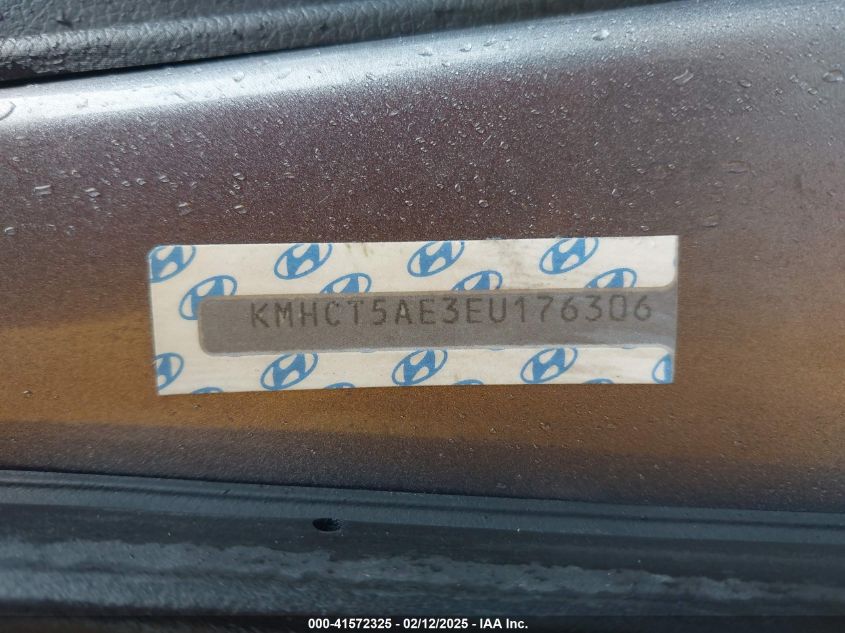 KMHCT5AE3EU176306
000-41572325 - 02/12/2025 - IAA Inc.